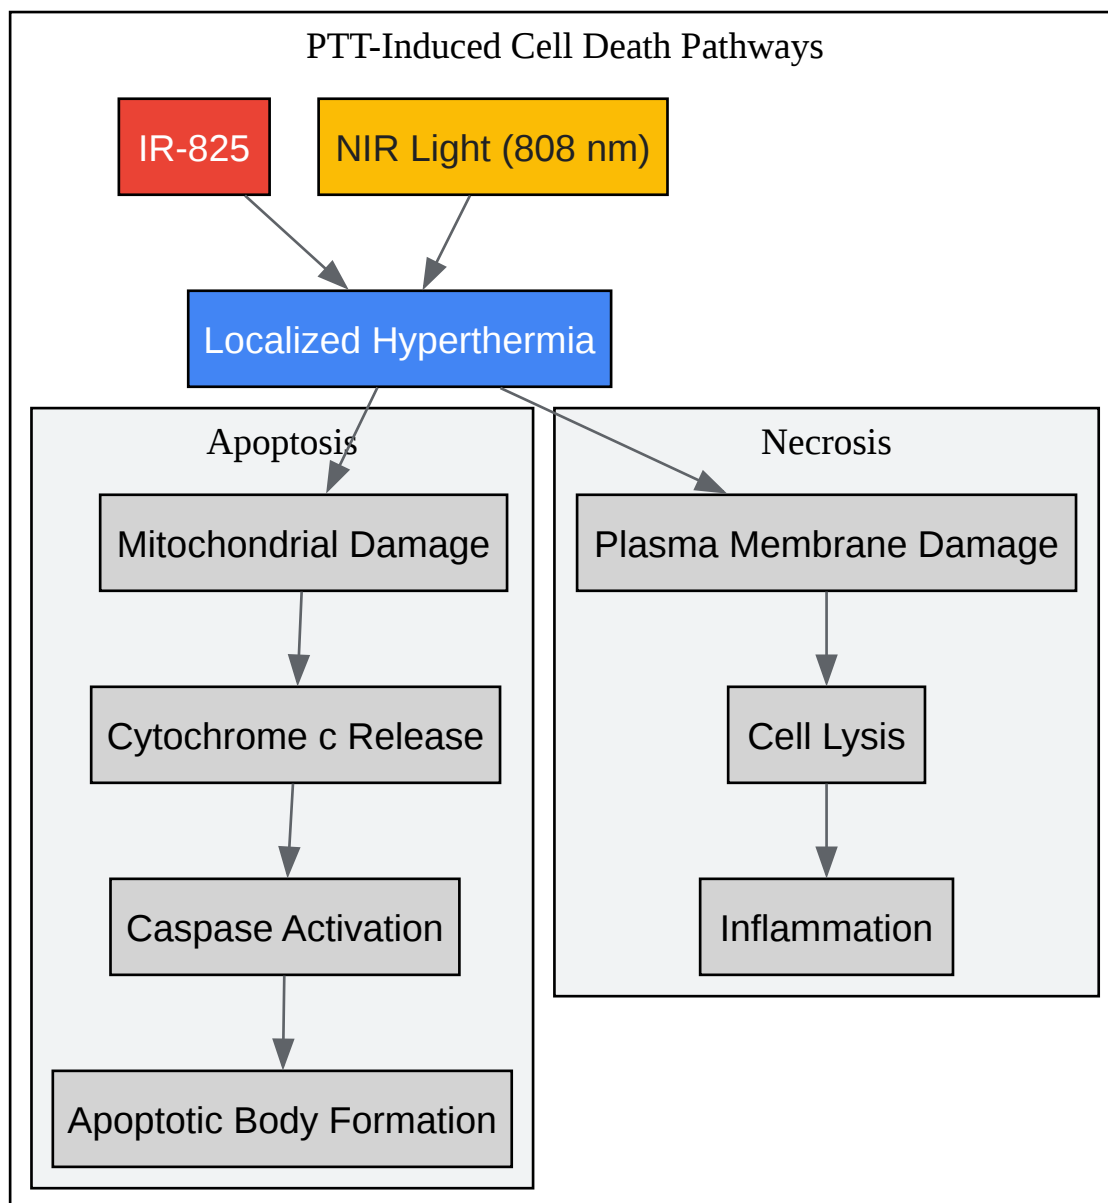 PTT-Induced Cell Death Pathways
IR-825
NIR Light (808 nm)
Localized Hyperthermia
Apoptosis
Mitochondrial Damage
Cytochrome c Release
Caspase Activation
Apoptotic Body Formation
Necrosis
Plasma Membrane Damage
Cell Lysis
Inflammation